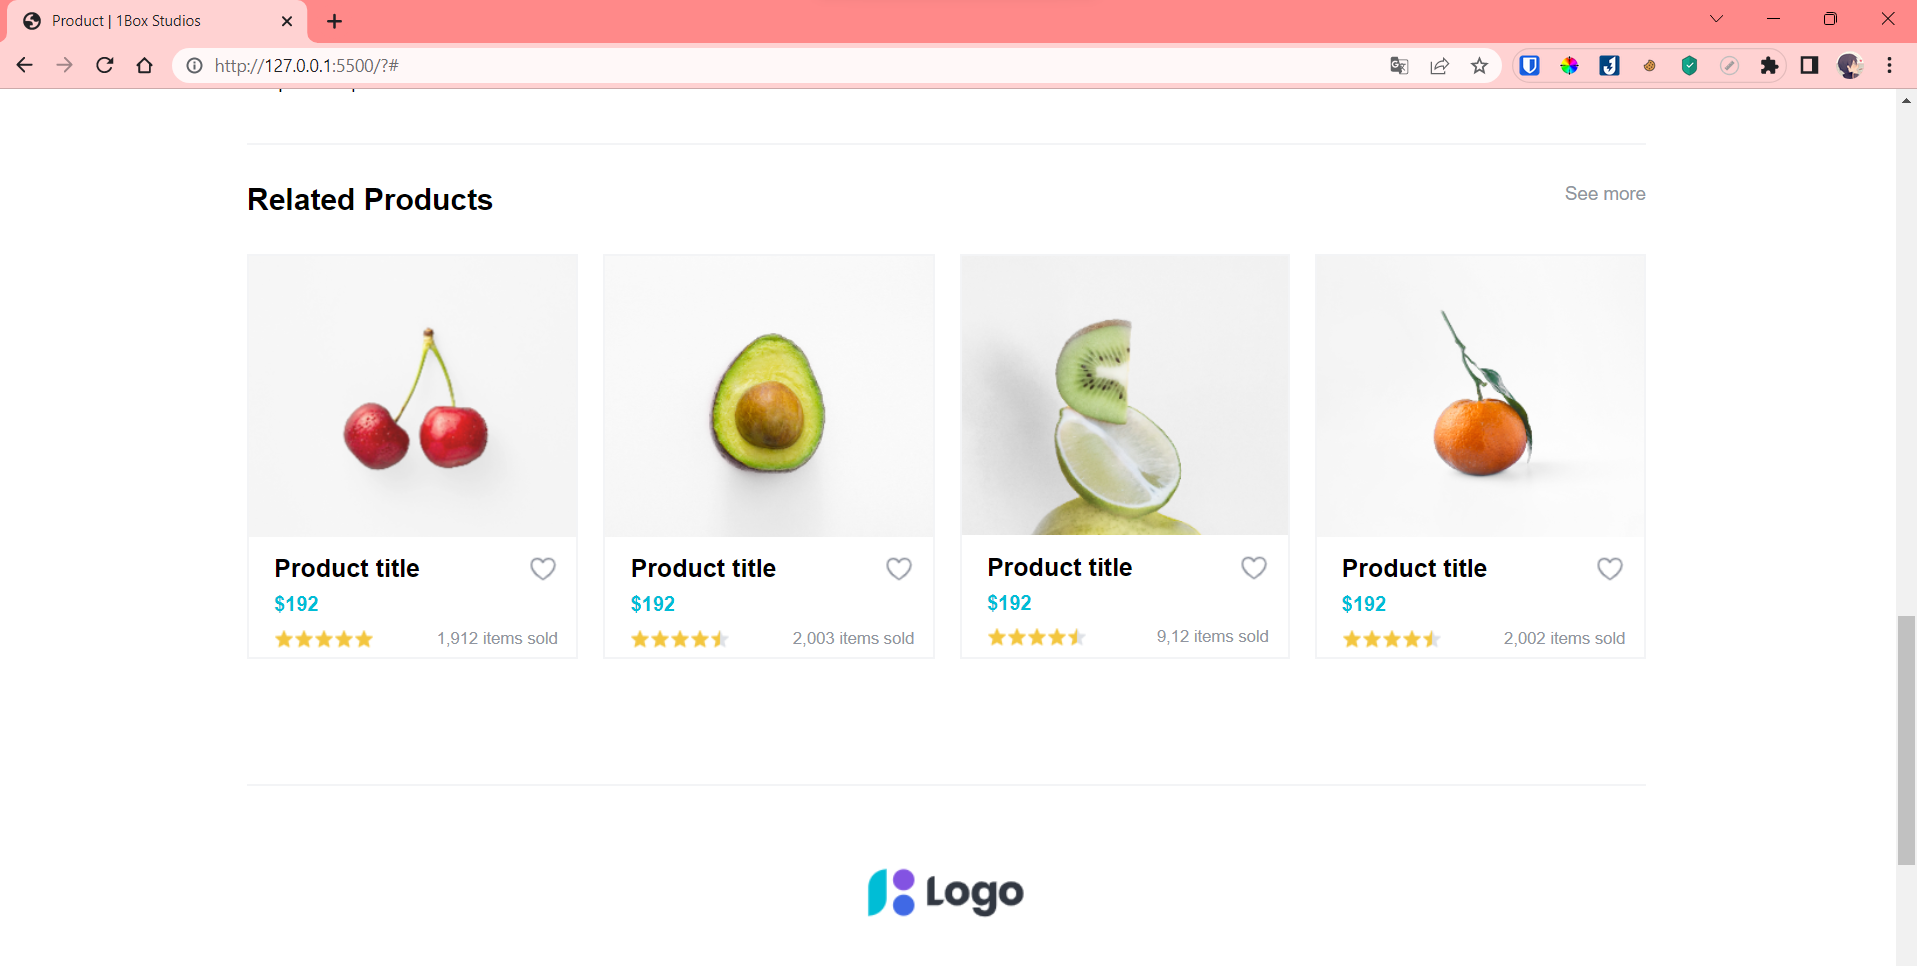 Product | 1Box Studios
http://127.0.0.1:5500/?#
Related Products
See more
Product title
$192
1,912 items sold
Product title
$192
2,003 items sold
Product title
$192
9,12 items sold
Product title
$192
2,002 items sold
Logo